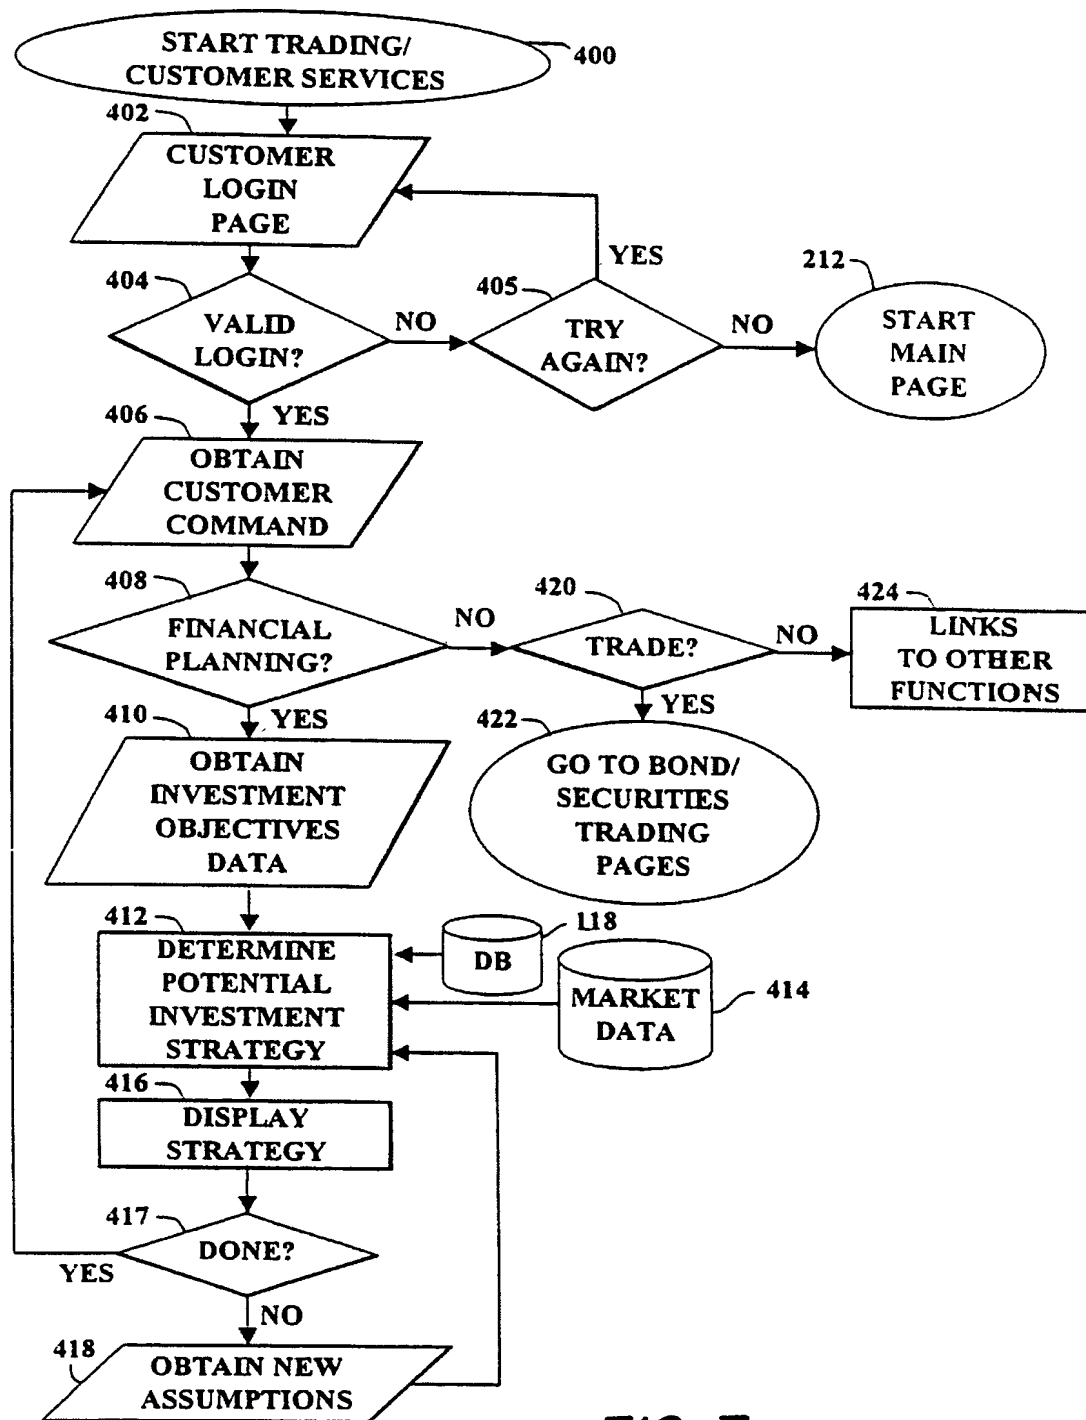 START TRADING/
CUSTOMER SERVICES
400
402
CUSTOMER
LOGIN
PAGE
YES
404
VALID
LOGIN?
NO
405
TRY
AGAIN?
NO
212
START
MAIN
PAGE
YES
406
OBTAIN
CUSTOMER
COMMAND
408
FINANCIAL
PLANNING?
NO
420
TRADE?
NO
424
LINKS
TO OTHER
FUNCTIONS
YES
YES
410
OBTAIN
INVESTMENT
OBJECTIVES
DATA
422
GO TO BOND/
SECURITIES
TRADING
PAGES
412
DETERMINE
POTENTIAL
INVESTMENT
STRATEGY
118
DB
MARKET
DATA
414
416
DISPLAY
STRATEGY
417
DONE?
YES
NO
418
OBTAIN NEW
ASSUMPTIONS